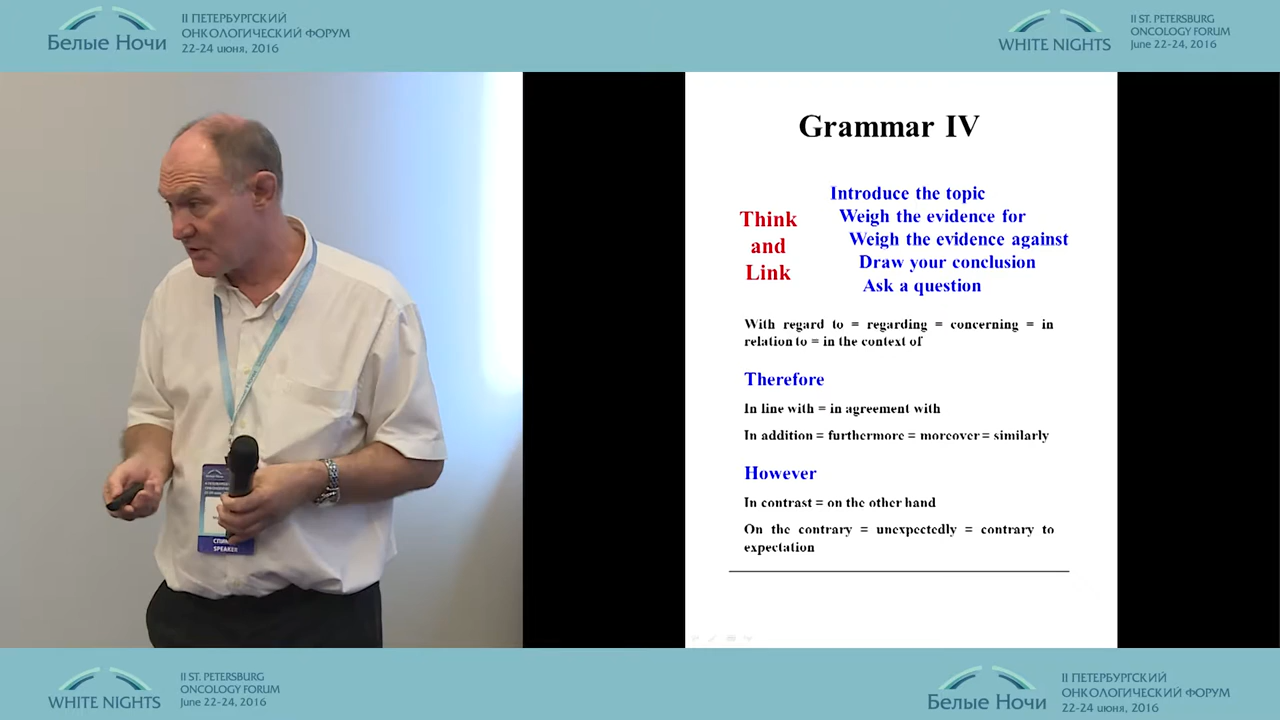 Белые Ночи
II ПЕТЕРБУРГСКИЙ
ОНКОЛОГИЧЕСКИЙ ФОРУМ
22-24 июня, 2016
WHITE NIGHTS
II ST. PETERSBURG
ONCOLOGY FORUM
June 22-24, 2016
Grammar IV
Think
and
Link
Introduce the topic
Weigh the evidence for
Weigh the evidence against
Draw your conclusion
Ask a question
With regard to = regarding = concerning = in
relation to = in the context of
Therefore
In line with = in agreement with
In addition = furthermore = moreover = similarly
However
In contrast = on the other hand
On the contrary = unexpectedly = contrary to
expectation
SPEAKER
WHITE NIGHTS
II ST. PETERSBURG
ONCOLOGY FORUM
June 22-24, 2016
Белые Ночи
II ПЕТЕРБУРГСКИЙ
ОНКОЛОГИЧЕСКИЙ ФОРУМ
22-24 июня, 2016